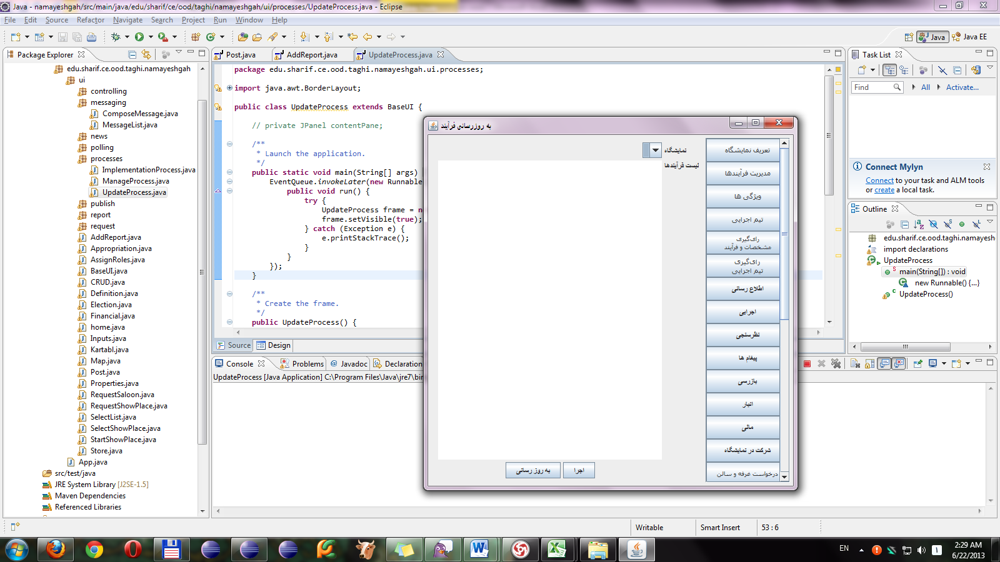 Java - namayeshgah/src/main/java/edu/sharif/ce/ood/taghi/namayeshgah/ui/processes/UpdateProcess.java - Eclipse
File Edit Source Refactor Navigate Search Project Run Window Help
Java Java EE
Package Explorer
edu.sharif.ce.ood.taghi.namayeshgah
ui
controlling
messaging
ComposeMessage.java
MessageList.java
news
polling
processes
ImplementationProcess.java
ManageProcess.java
UpdateProcess.java
publish
report
request
AddReport.java
Appropriation.java
AssignRoles.java
BaseUI.java
CRUD.java
Definition.java
Election.java
Financial.java
home.java
Inputs.java
Kartabl.java
Map.java
Post.java
Properties.java
RequestSaloon.java
RequestShowPlace.java
SelectList.java
SelectShowPlace.java
StartShowPlace.java
Store.java
App.java
src/test/java
JRE System Library [J2SE-1.5]
Maven Dependencies
Referenced Libraries
Post.java AddReport.java UpdateProcess.java
package edu.sharif.ce.ood.taghi.namayeshgah.ui.processes;
import java.awt.BorderLayout;
public class UpdateProcess extends BaseUI {
// private JPanel contentPane;
/**
* Launch the application.
*/
public static void main(String[] args)
EventQueue.invokeLater(new Runnable
public void run() {
try {
UpdateProcess frame = n
frame.setVisible(true);
} catch (Exception e) {
e.printStackTrace();
}
}
});
}
/**
* Create the frame.
*/
public UpdateProcess() {
Source Design
Console Problems Javadoc Declaration
UpdateProcess [Java Application] C:\Program Files\Java\jre7\bin
به روزرسانی فرآیند
نمایشگاه
لیست فرآیندها
تعریف نمایشگاه
مدیریت فرآیندها
ویژگی ها
تیم اجرایی
رای‌گیری
مشخصات و فرآیند
رای‌گیری
تیم اجرایی
اطلاع رسانی
اجرایی
نظرسنجی
پیغام ها
بازرسی
انبار
مالی
شرکت در نمایشگاه
درخواست غرفه و سالن
به روز رسانی
اجرا
Task List
Find All Activate...
Connect Mylyn
Connect to your task and ALM tools
or create a local task.
Outline
edu.sharif.ce.ood.taghi.namayesh
import declarations
UpdateProcess
main(String[]) : void
new Runnable() {...}
UpdateProcess()
Writable Smart Insert 53 : 6
EN
2:29 AM
6/22/2013